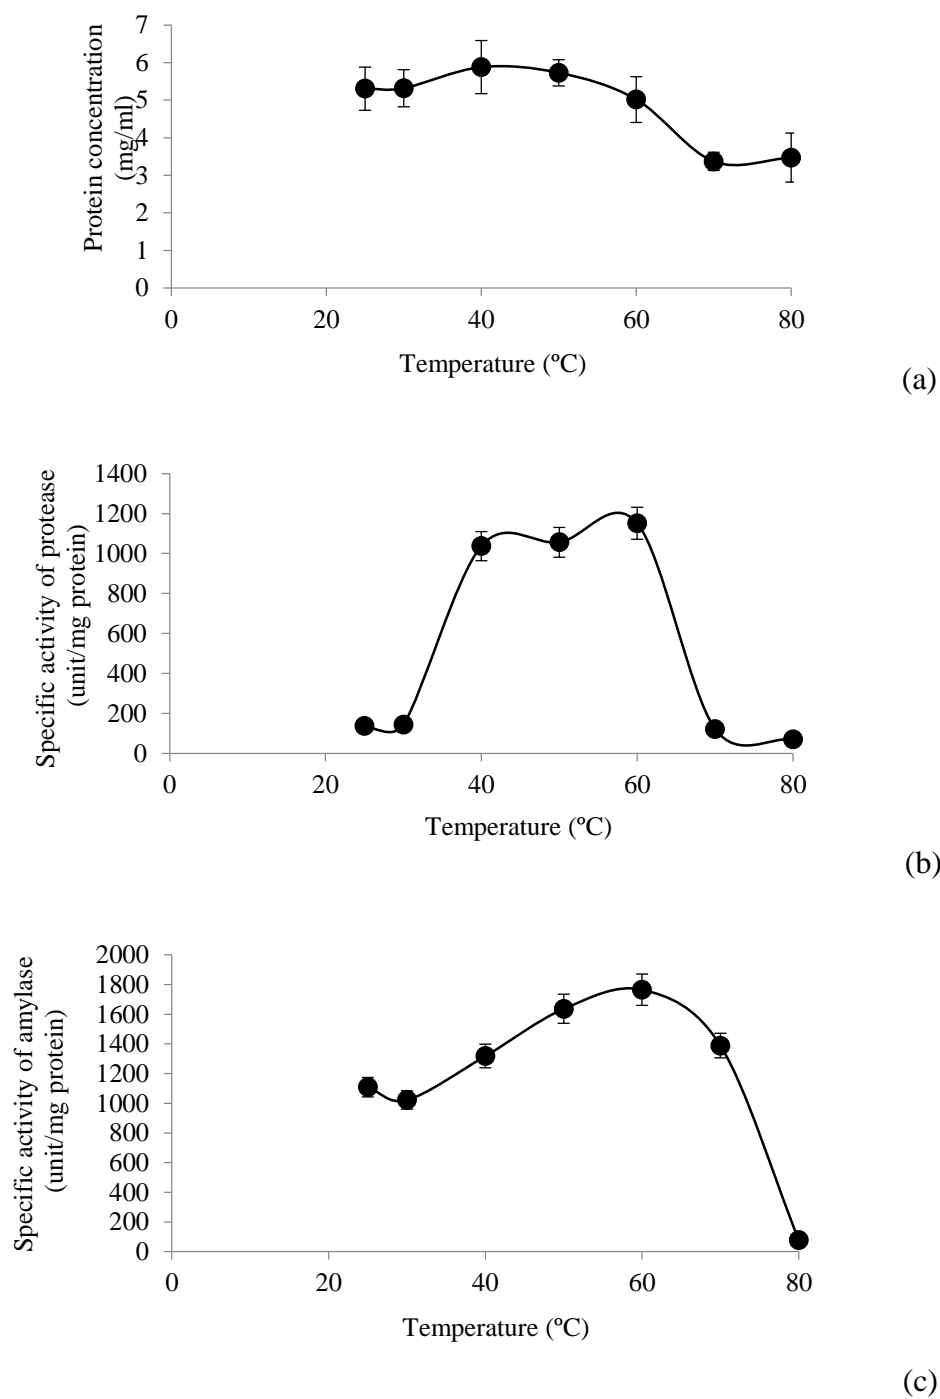 Protein concentration
(mg/ml)
7
6
5
4
3
2
1
0
0 20 40 60 80
Temperature (ºC)
(a)
Specific activity of protease
(unit/mg protein)
1400
1200
1000
800
600
400
200
0
0 20 40 60 80
Temperature (ºC)
(b)
Specific activity of amylase
(unit/mg protein)
2000
1800
1600
1400
1200
1000
800
600
400
200
0
0 20 40 60 80
Temperature (ºC)
(c)